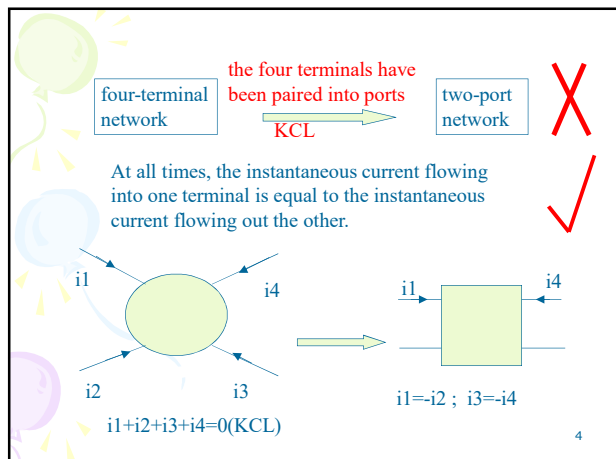 the four terminals have
been paired into ports
KCL
four-terminal
network
two-port
network
At all times, the instantaneous current flowing
into one terminal is equal to the instantaneous
current flowing out the other.
i1
i4
i2
i3
i1+i2+i3+i4=0(KCL)
i1
i4
i1=-i2 ; i3=-i4
4